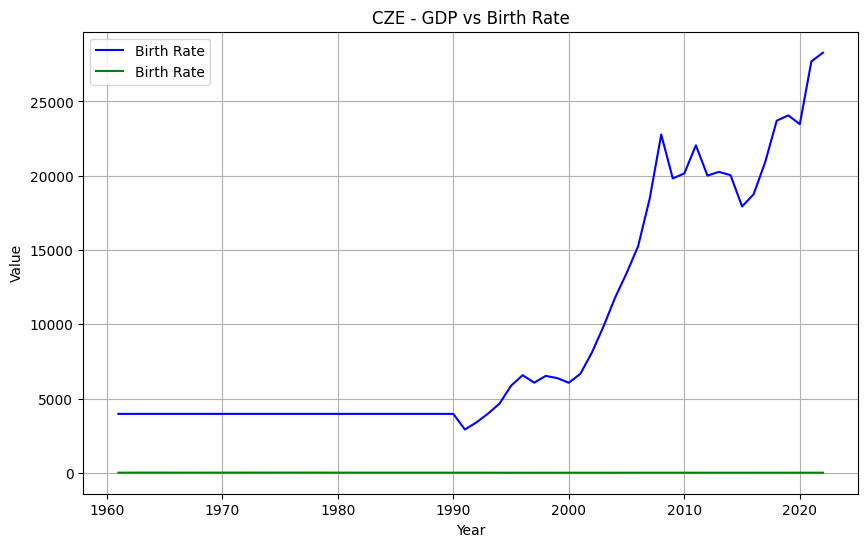 CZE - GDP vs Birth Rate
Birth Rate
Birth Rate
Value
25000
20000
15000
10000
5000
0
1960 1970 1980 1990 2000 2010 2020
Year